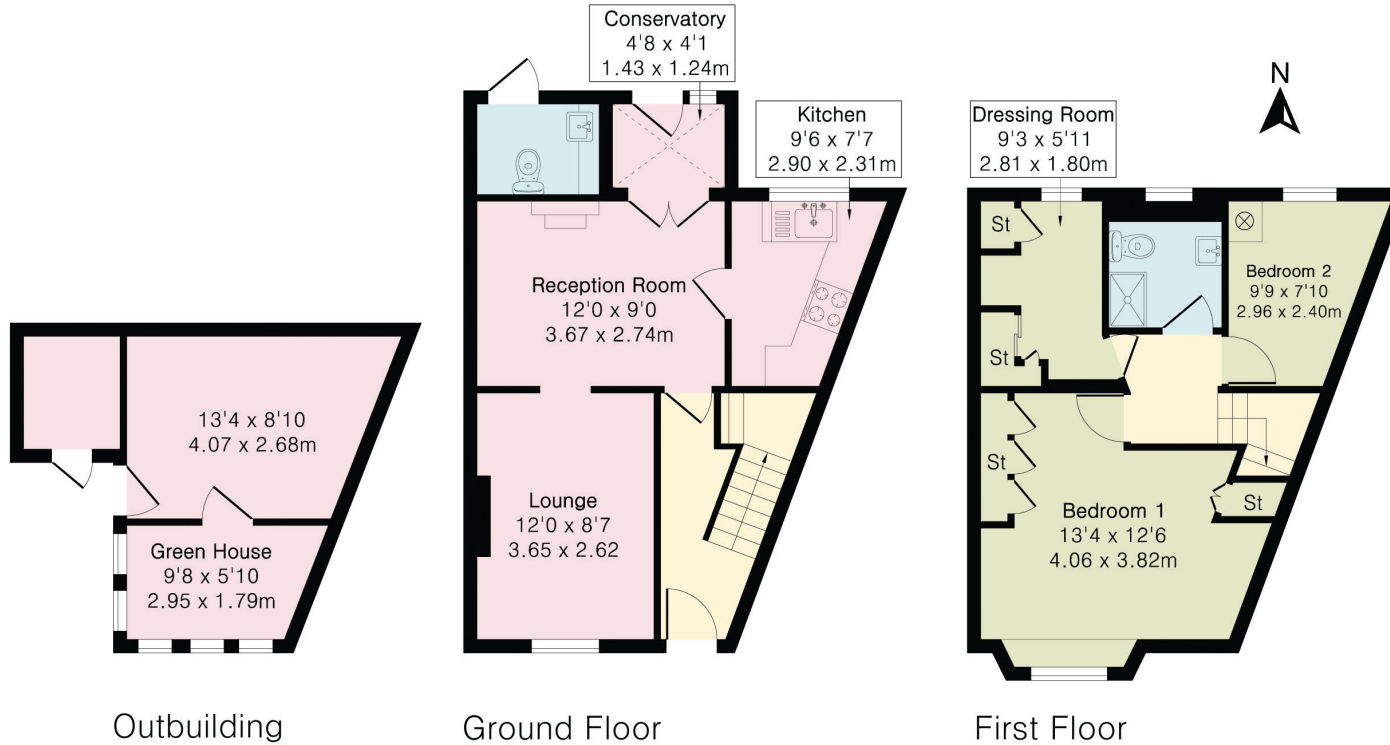 Conservatory
4'8 x 4'1
1.43 x 1.24m
Kitchen
9'6 x 7'7
2.90 x 2.31m
Dressing Room
9'3 x 5'11
2.81 x 1.80m
N
St
Reception Room
12'0 x 9'0
3.67 x 2.74m
Bedroom 2
9'9 x 7'10
2.96 x 2.40m
St
13'4 x 8'10
4.07 x 2.68m
St
Lounge
12'0 x 8'7
3.65 x 2.62
St
Bedroom 1
13'4 x 12'6
4.06 x 3.82m
Green House
9'8 x 5'10
2.95 x 1.79m
Outbuilding
Ground Floor
First Floor